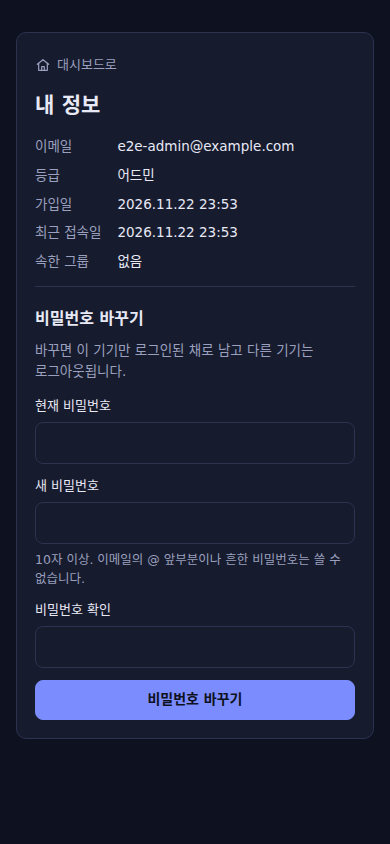 대시보드로
내 정보
이메일 e2e-admin@example.com
등급 어드민
가입일 2026.11.22 23:53
최근 접속일 2026.11.22 23:53
속한 그룹 없음
비밀번호 바꾸기
바꾸면 이 기기만 로그인된 채로 남고 다른 기기는
로그아웃됩니다.
현재 비밀번호
새 비밀번호
10자 이상. 이메일의 @ 앞부분이나 흔한 비밀번호는 쓸 수
없습니다.
비밀번호 확인
비밀번호 바꾸기